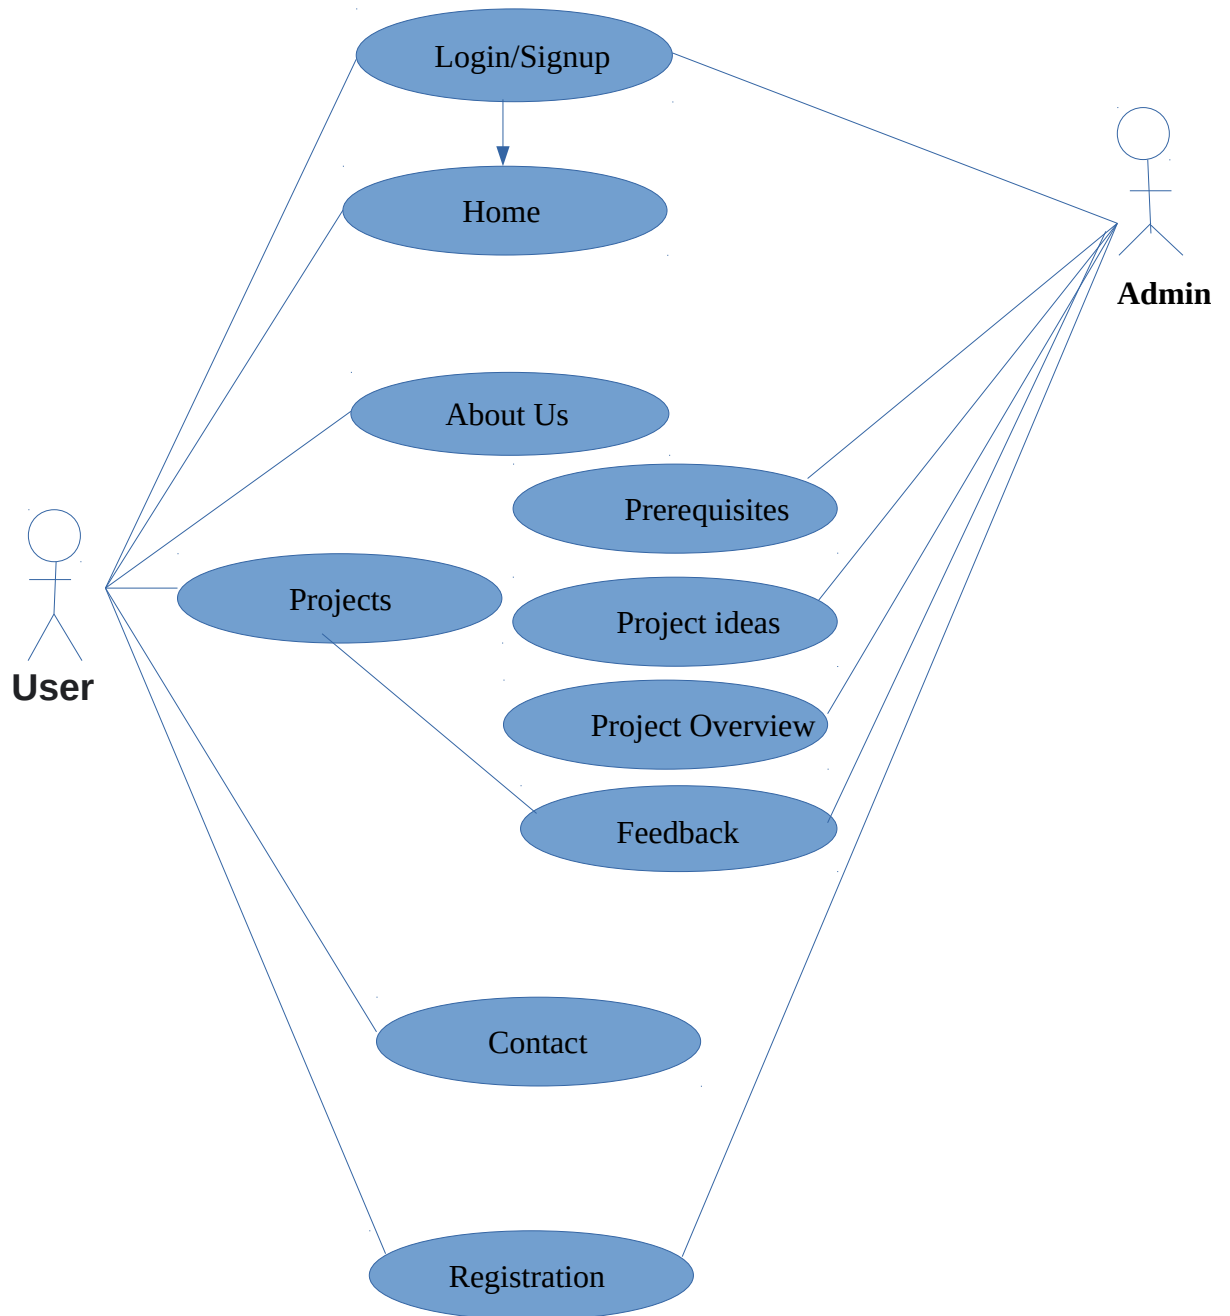 Login/Signup
Home
Admin
About Us
Prerequisites
Projects
Project ideas
User
Project Overview
Feedback
Contact
Registration